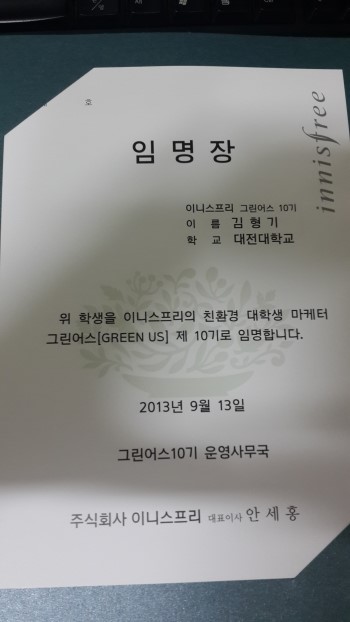 호
innisfree
임명장
이니스프리 그린어스 10기
이 름 김형기
학 교 대전대학교
위 학생을 이니스프리의 친환경 대학생 마케터
그린어스[GREEN US] 제 10기로 임명합니다.
2013년 9월 13일
그린어스10기 운영사무국
주식회사 이니스프리 대표이사 안세홍